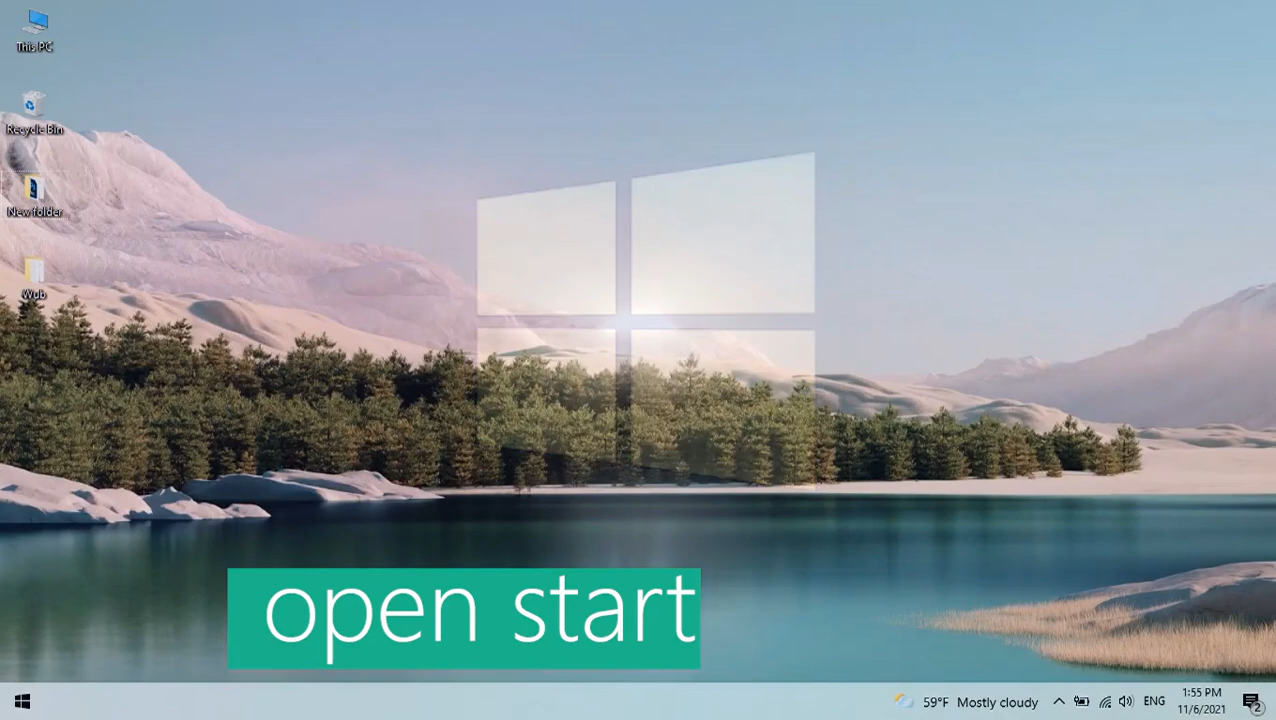 This PC
Recycle Bin
New folder
Wub
open start
59°F Mostly cloudy
ENG
1:55 PM
11/6/2021
2